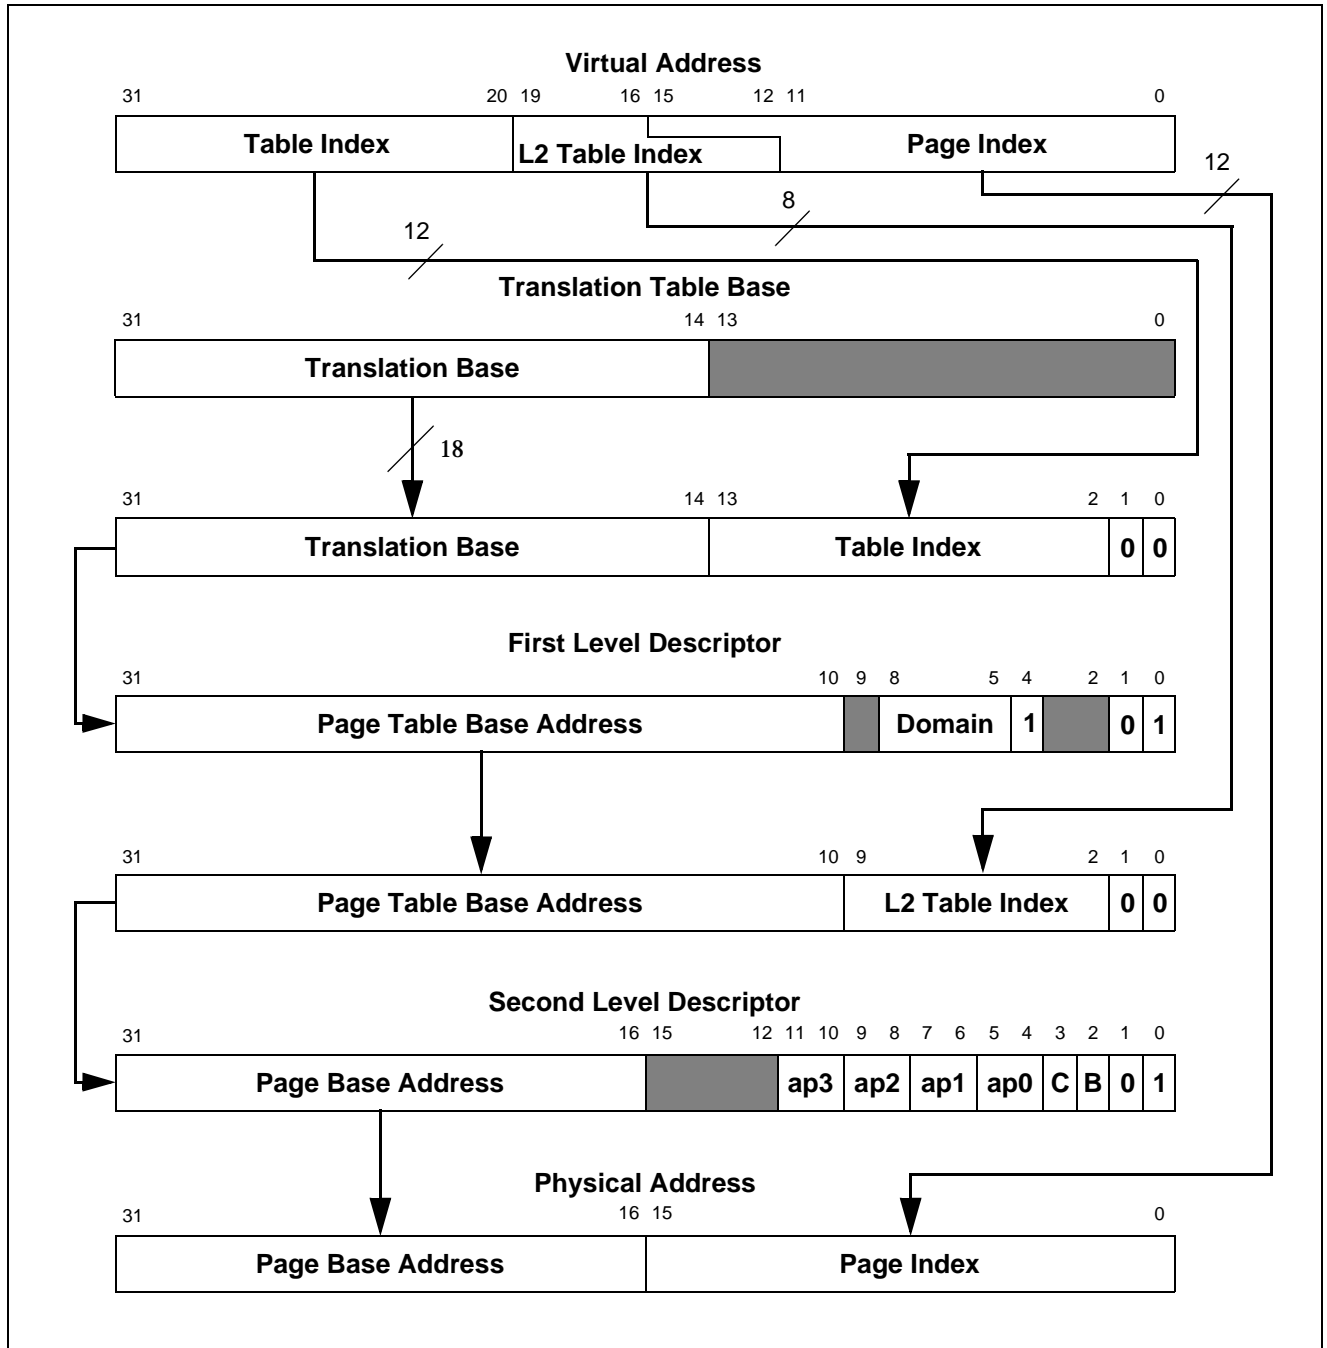 Virtual Address
31 20 19 16 15 12 11 0
Table Index L2 Table Index Page Index
12
8
12
Translation Table Base
31 14 13 0
Translation Base
18
31 14 13 2 1 0
Translation Base Table Index 0 0
First Level Descriptor
31 10 9 8 5 4 2 1 0
Page Table Base Address Domain 1 0 1
31 10 9 2 1 0
Page Table Base Address L2 Table Index 0 0
Second Level Descriptor
31 16 15 12 11 10 9 8 7 6 5 4 3 2 1 0
Page Base Address ap3 ap2 ap1 ap0 C B 0 1
Physical Address
31 16 15 0
Page Base Address Page Index